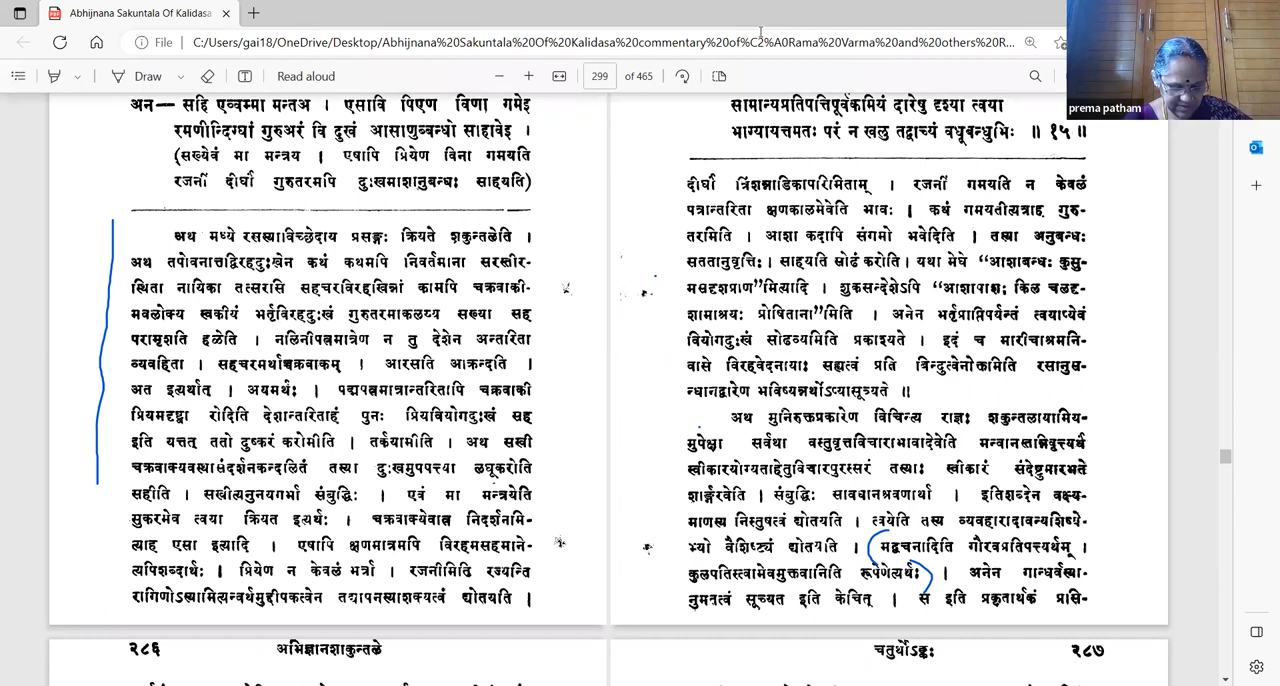 Abhijnana Sakuntala Of Kalidasa
File
C:/Users/gai18/OneDrive/Desktop/Abhijnana%20Sakuntala%20Of%20Kalidasa%20commentary%20of%C2%A0Rama%20Varma%20and%20others%20R...
Draw
Read aloud
299 of 465
prema patham
अन— सहि एव्वम्मा मन्तअ । एसावि पिएण विणा गमेइ
रमणीन्दिग्घां गुरुअरं वि दुखं आसाणुब्बन्धो साहावेइ ।
(सख्येवं मा मन्त्रय । एषापि प्रियेण विना गमयति
रजनीं दीर्घां गुरुतरमपि दुःखमाशानुबन्धः साहयति)
अथ मध्ये रसस्याविच्छेदाय प्रसङ्गः क्रियते शकुन्तलेति ।
अथ तपोवनात्तद्विरहदुःखेन कथं कथमपि निवर्तमाना सरस्तीर-
स्थिता नायिका तत्सरसि सहचरविरहखिन्नां कामपि चक्रवाकी-
मवलोक्य स्वकीयं भर्तृविरहदुःखं गुरुतरमाकलय्य सख्या सह
परामृशति हळेति । नलिनीपत्नमात्रेण न तु देशेन अन्तारिता
व्यवहिता । सहचरमर्थाच्चक्रवाकम् । आरसति आक्रन्दति ।
अत इत्यर्थात् । अयमर्थः । पद्मपत्नमात्रान्तरितापि चक्रवाकी
प्रियमदृष्ट्वा रोदिति देशान्तरिताहं पुनः प्रियवियोगदुःखं सह
इति यत्तत् ततो दुष्करं करोमीति । तर्कयामीति । अथ सखी
चक्रवाक्यवस्थासंदर्शनकन्दलितं तस्या दुःखमुपपत्त्या लघूकरोति
सहीति । सखीत्यनुनयगर्भा संबुद्धिः । एवं मा मन्त्रयेति
सुकरमेव त्वया क्रियत इत्यर्थः । चक्रवाक्येवात्न निदर्शनामि-
त्याह एसा इत्यादि । एषापि क्षणमात्रमपि विरहमसहमाने-
त्यपिशब्दार्थः । प्रियेण न केवलं भर्त्रा । रजनीमिति रज्यन्ति
रागिणोऽस्यामित्यन्वर्थमुद्दीपकत्वेन तद्यापनस्याशक्यत्वं द्योतयति ।
सामान्यप्रतिपत्तिपूर्वकमियं दारेषु दृश्या त्वया
भाग्यायत्तमतः परं न खलु तद्वाच्यं वधूबन्धुभिः ॥ १५ ॥
दीर्घां त्रिंशन्नाडिकापरिमिताम् । रजनीं गमयति न केवलं
पत्रान्तरिता क्षणकालमेवेति भावः । कथं गमयतीत्यत्राह गुरु-
तरमिति । आशा कदापि संगमो भवेदिति । तस्या अनुबन्धः
सततानुवृत्तिः । साहयति सोढं करोति । यथा मेघे “आशाबन्धः कुसु-
मसदृशप्राण”मित्यादि । शुकसन्देशेऽपि “आशापाशः किल चलदृ-
शामाश्रयः प्रोषिताना”मिति । अनेन भर्तृप्राप्तिपर्यन्तं त्वयाप्येवं
वियोगदुःखं सोढव्यमिति प्रकाश्यते । इदं च मारीचाश्रमनि-
वासे विरहवेदनायाः सह्यत्वं प्रति बिन्दुत्वेनोक्तमिति रसानुस-
न्धानद्वारेण भविष्यन्नर्थोऽप्यासूत्र्यते ॥
अथ मुनिरुक्तप्रकारेण विचिन्त्य राज्ञः शकुन्तलायामिय-
मुपेक्षा सर्वथा वस्तुवृत्तविचाराभावादेवेति मन्वानस्तन्निवृत्त्यर्थं
स्वीकारयोग्यताहेतुविचारपुरस्सरं तस्याः स्वीकारं संदेष्टुमारभते
शार्ङ्गरवेति । संबुद्धिः सावधानश्रवणार्था । इतिशब्देन वक्ष्य-
माणस्य निस्तुषत्वं द्योतयति । त्वयेति तस्य व्यवहारादावन्यशिष्ये-
भ्यो वैशिष्ट्यं द्योतयति । मद्वचनादिति गौरवप्रतिपत्त्यर्थम् ।
कुलपतिस्त्वामेवमुक्तवानिति रूपेणेत्यर्थः । अनेन गान्धर्वस्या-
नुमतत्वं सूच्यत इति केचित् । स इति प्रकृतार्थकं प्रसि-
२८६ अभिज्ञानशाकुन्तले
चतुर्थोऽङ्कः २८७